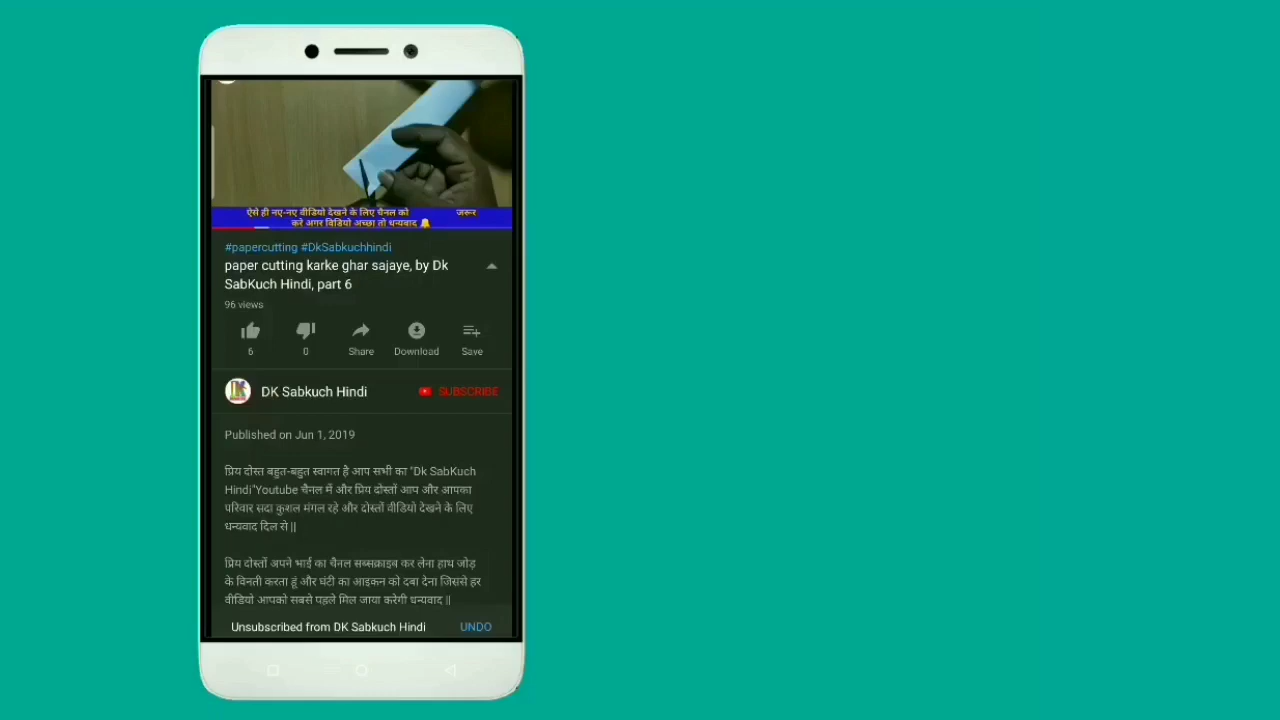 ऐसे ही नए-नए वीडियो देखने के लिए चैनल को जरूर
करे अगर विडियो अच्छा तो धन्यवाद
#papercutting #DkSabkuchhindi
paper cutting karke ghar sajaye, by Dk
SabKuch Hindi, part 6
96 views
6 0 Share Download Save
DK Sabkuch Hindi SUBSCRIBE
Published on Jun 1, 2019
प्रिय दोस्त बहुत-बहुत स्वागत है आप सभी का "Dk SabKuch
Hindi"Youtube चैनल में और प्रिय दोस्तों आप और आपका
परिवार सदा कुशल मंगल रहे और दोस्तों वीडियो देखने के लिए
धन्यवाद दिल से ||
प्रिय दोस्तों अपने भाई का चैनल सब्सक्राइब कर लेना हाथ जोड़
के विनती करता हूं और घंटी का आइकन को दबा देना जिससे हर
वीडियो आपको सबसे पहले मिल जाया करेगी धन्यवाद ||
Unsubscribed from DK Sabkuch Hindi UNDO